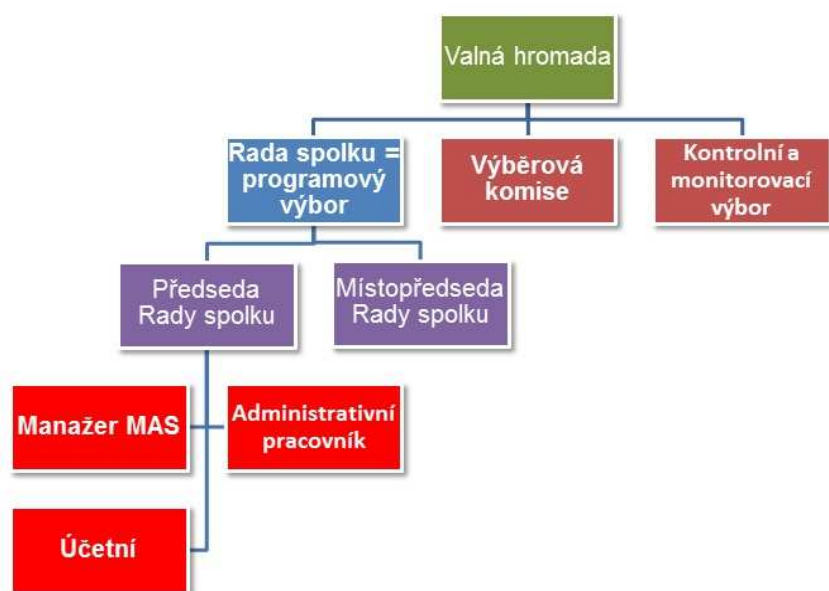 Valná hromada
Rada spolku =
programový
výbor
Výběrová
komise
Kontrolní a
monitorovací
výbor
Předseda
Rady spolku
Místopředseda
Rady spolku
Manažer MAS
Administrativní
pracovník
Účetní